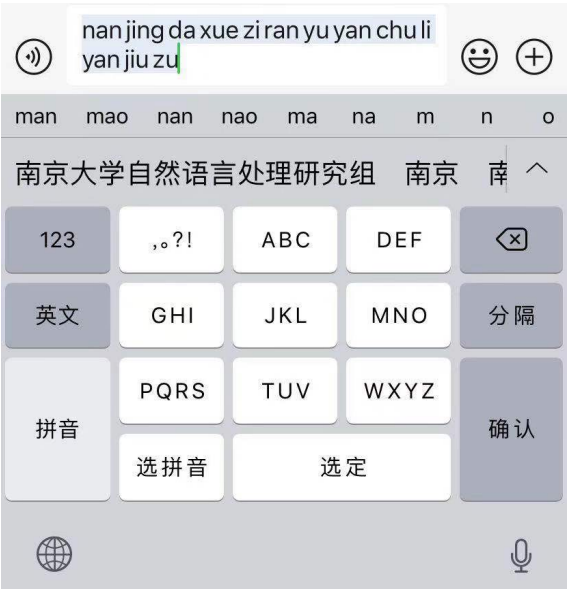 nan jing da xue zi ran yu yan chu li
yan jiu zu
man mao nan nao ma na m n o
南京大学自然语言处理研究组 南京
123 ,。?! ABC DEF
英文 GHI JKL MNO 分隔
拼音 PQRS TUV WXYZ 确认
选拼音 选定